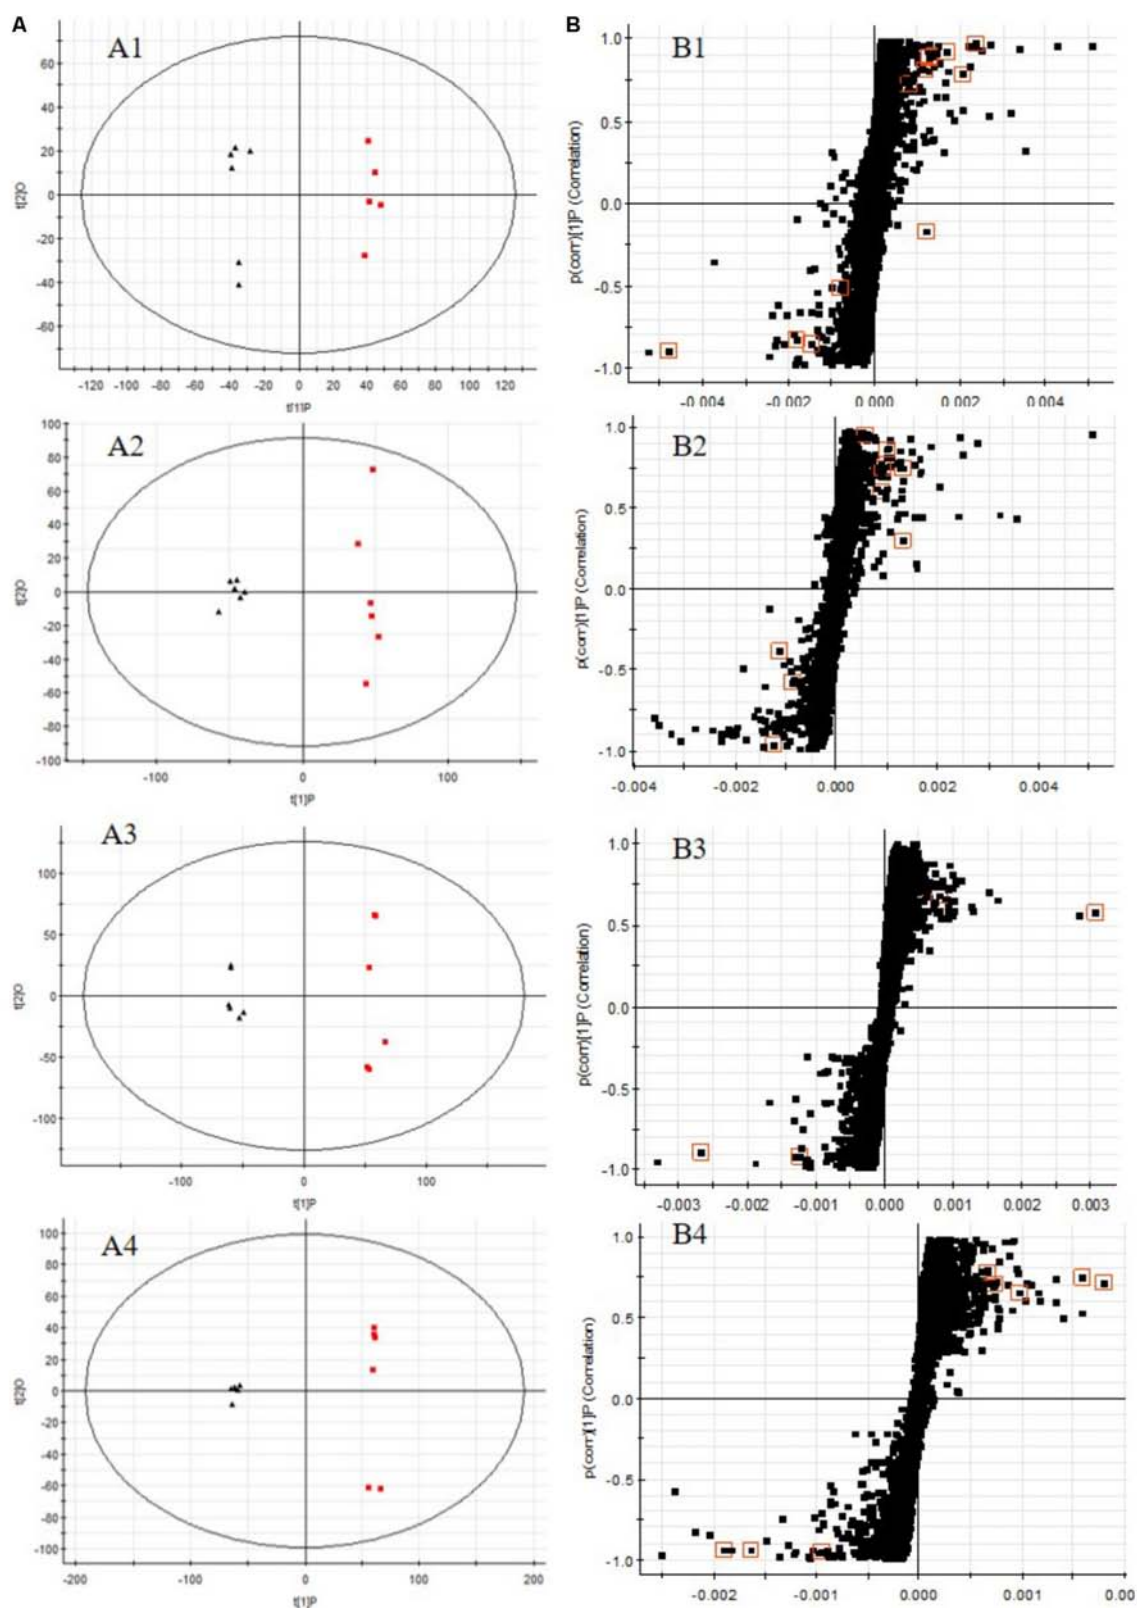 A
B
A1
60
40
20
0
-20
-40
-60
t[2]O
-120 -100 -80 -60 -40 -20 0 20 40 60 80 100 120
t[1]P
B1
1.0
0.5
0.0
-0.5
-1.0
p(corr)[1]P (Correlation)
-0.004 -0.002 0.000 0.002 0.004
A2
100
80
60
40
20
0
-20
-40
-60
-80
-100
t[2]O
-100 0 100
t[1]P
B2
1.0
0.5
0.0
-0.5
-1.0
p(corr)[1]P (Correlation)
-0.004 -0.002 0.000 0.002 0.004
A3
100
50
0
-50
-100
t[2]O
-100 0 100
t[1]P
B3
1.0
0.5
0.0
-0.5
-1.0
p(corr)[1]P (Correlation)
-0.003 -0.002 -0.001 0.000 0.001 0.002 0.003
A4
100
80
60
40
20
0
-20
-40
-60
-80
-100
t[2]O
-200 -100 0 100 200
t[1]P
B4
1.0
0.5
0.0
-0.5
-1.0
p(corr)[1]P (Correlation)
-0.002 -0.001 0.000 0.001 0.00